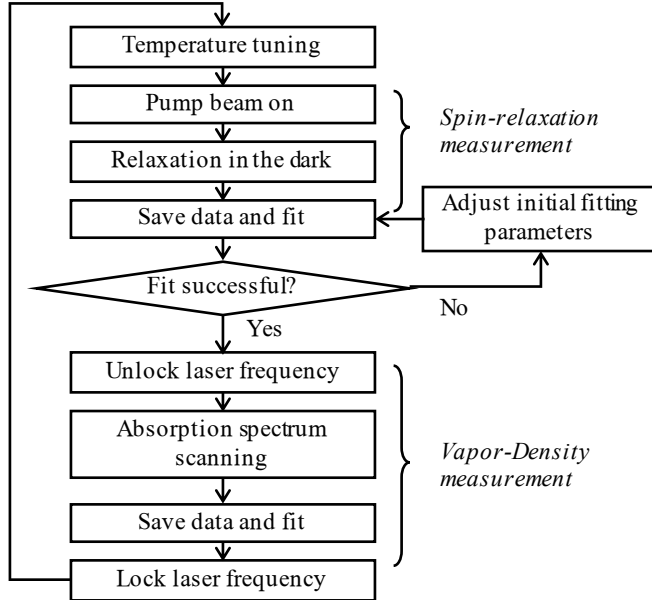 Temperature tuning
Pump beam on
Spin-relaxation
measurement
Relaxation in the dark
Save data and fit
Adjust initial fitting
parameters
Fit successful?
No
Yes
Unlock laser frequency
Absorption spectrum
scanning
Vapor-Density
measurement
Save data and fit
Lock laser frequency